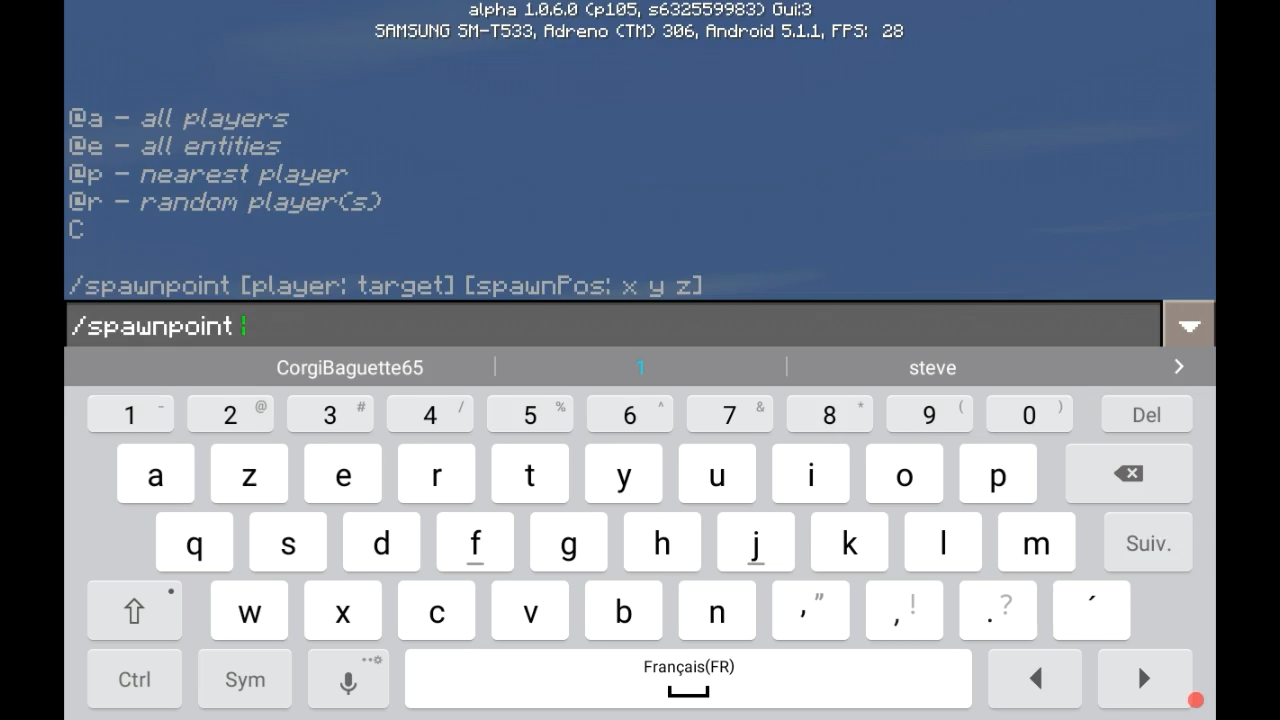 alpha 1.0.6.0 (p105, s632559983) Gui:3
SAMSUNG SM-T533, Adreno (TM) 306, Android 5.1.1, FPS: 28
@a - all players
@e - all entities
@p - nearest player
@r - random player(s)
C
/spawnpoint [player: target] [spawnPos: x y z]
/spawnpoint
CorgiBaguette65 1 steve
1 - 2 @ 3 # 4 / 5 % 6 ^ 7 & 8 * 9 ( 0 ) Del
a z e r t y u i o p
q s d f g h j k l m Suiv.
w x c v b n ' " , ! . ? ´
Ctrl Sym Français(FR)